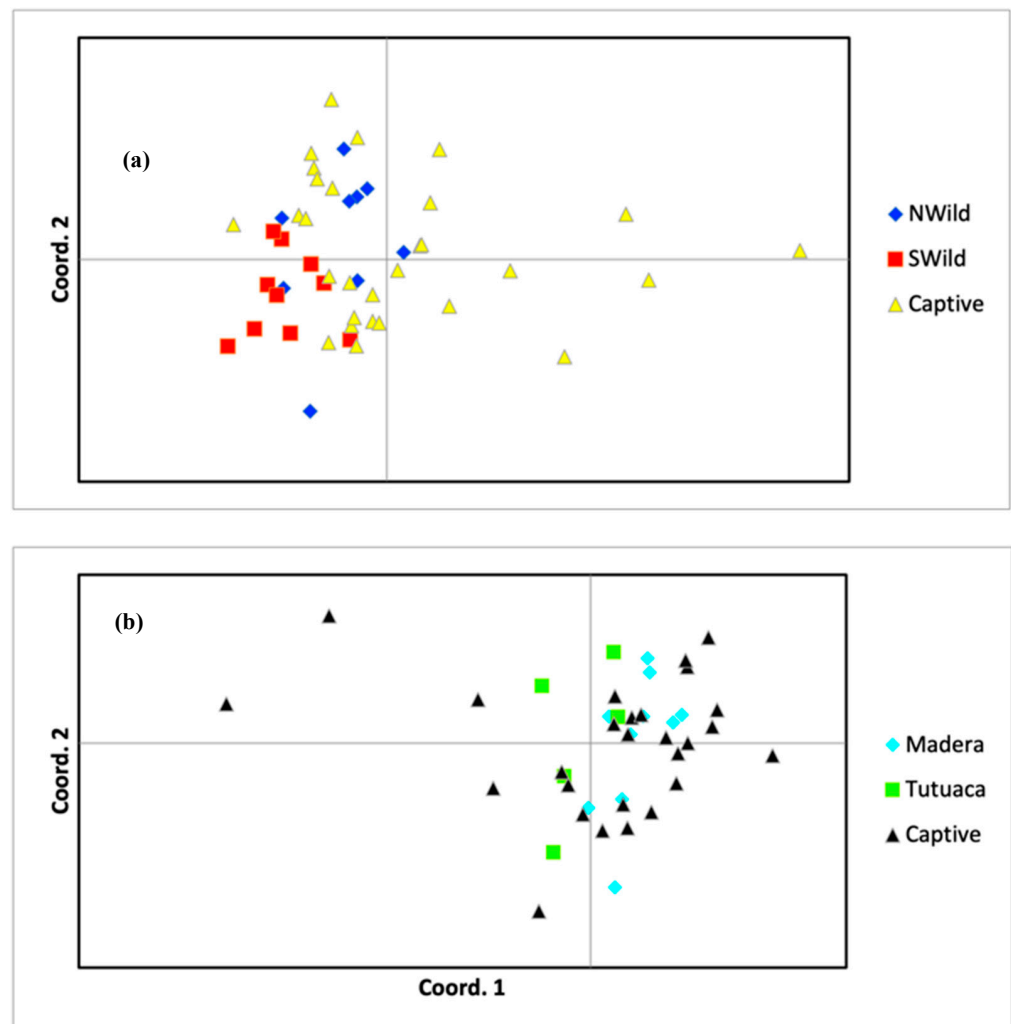 (a)
Coord. 2
NWild
SWild
Captive
(b)
Coord. 2
Madera
Tutuaca
Captive
Coord. 1